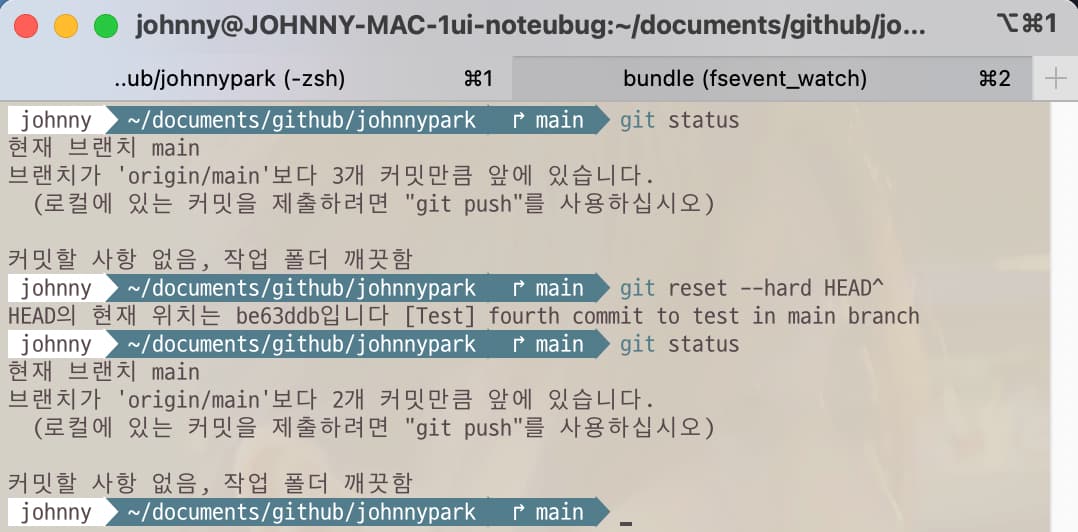 johnny@JOHNNY-MAC-1ui-noteubug:~/documents/github/jo... ⌥⌘1
..ub/johnnypark (-zsh) ⌘1 bundle (fsevent_watch) ⌘2 +
johnny ~/documents/github/johnnypark ↱ main git status
현재 브랜치 main
브랜치가 'origin/main'보다 3개 커밋만큼 앞에 있습니다.
(로컬에 있는 커밋을 제출하려면 "git push"를 사용하십시오)
커밋할 사항 없음, 작업 폴더 깨끗함
johnny ~/documents/github/johnnypark ↱ main git reset --hard HEAD^
HEAD의 현재 위치는 be63ddb입니다 [Test] fourth commit to test in main branch
johnny ~/documents/github/johnnypark ↱ main git status
현재 브랜치 main
브랜치가 'origin/main'보다 2개 커밋만큼 앞에 있습니다.
(로컬에 있는 커밋을 제출하려면 "git push"를 사용하십시오)
커밋할 사항 없음, 작업 폴더 깨끗함
johnny ~/documents/github/johnnypark ↱ main